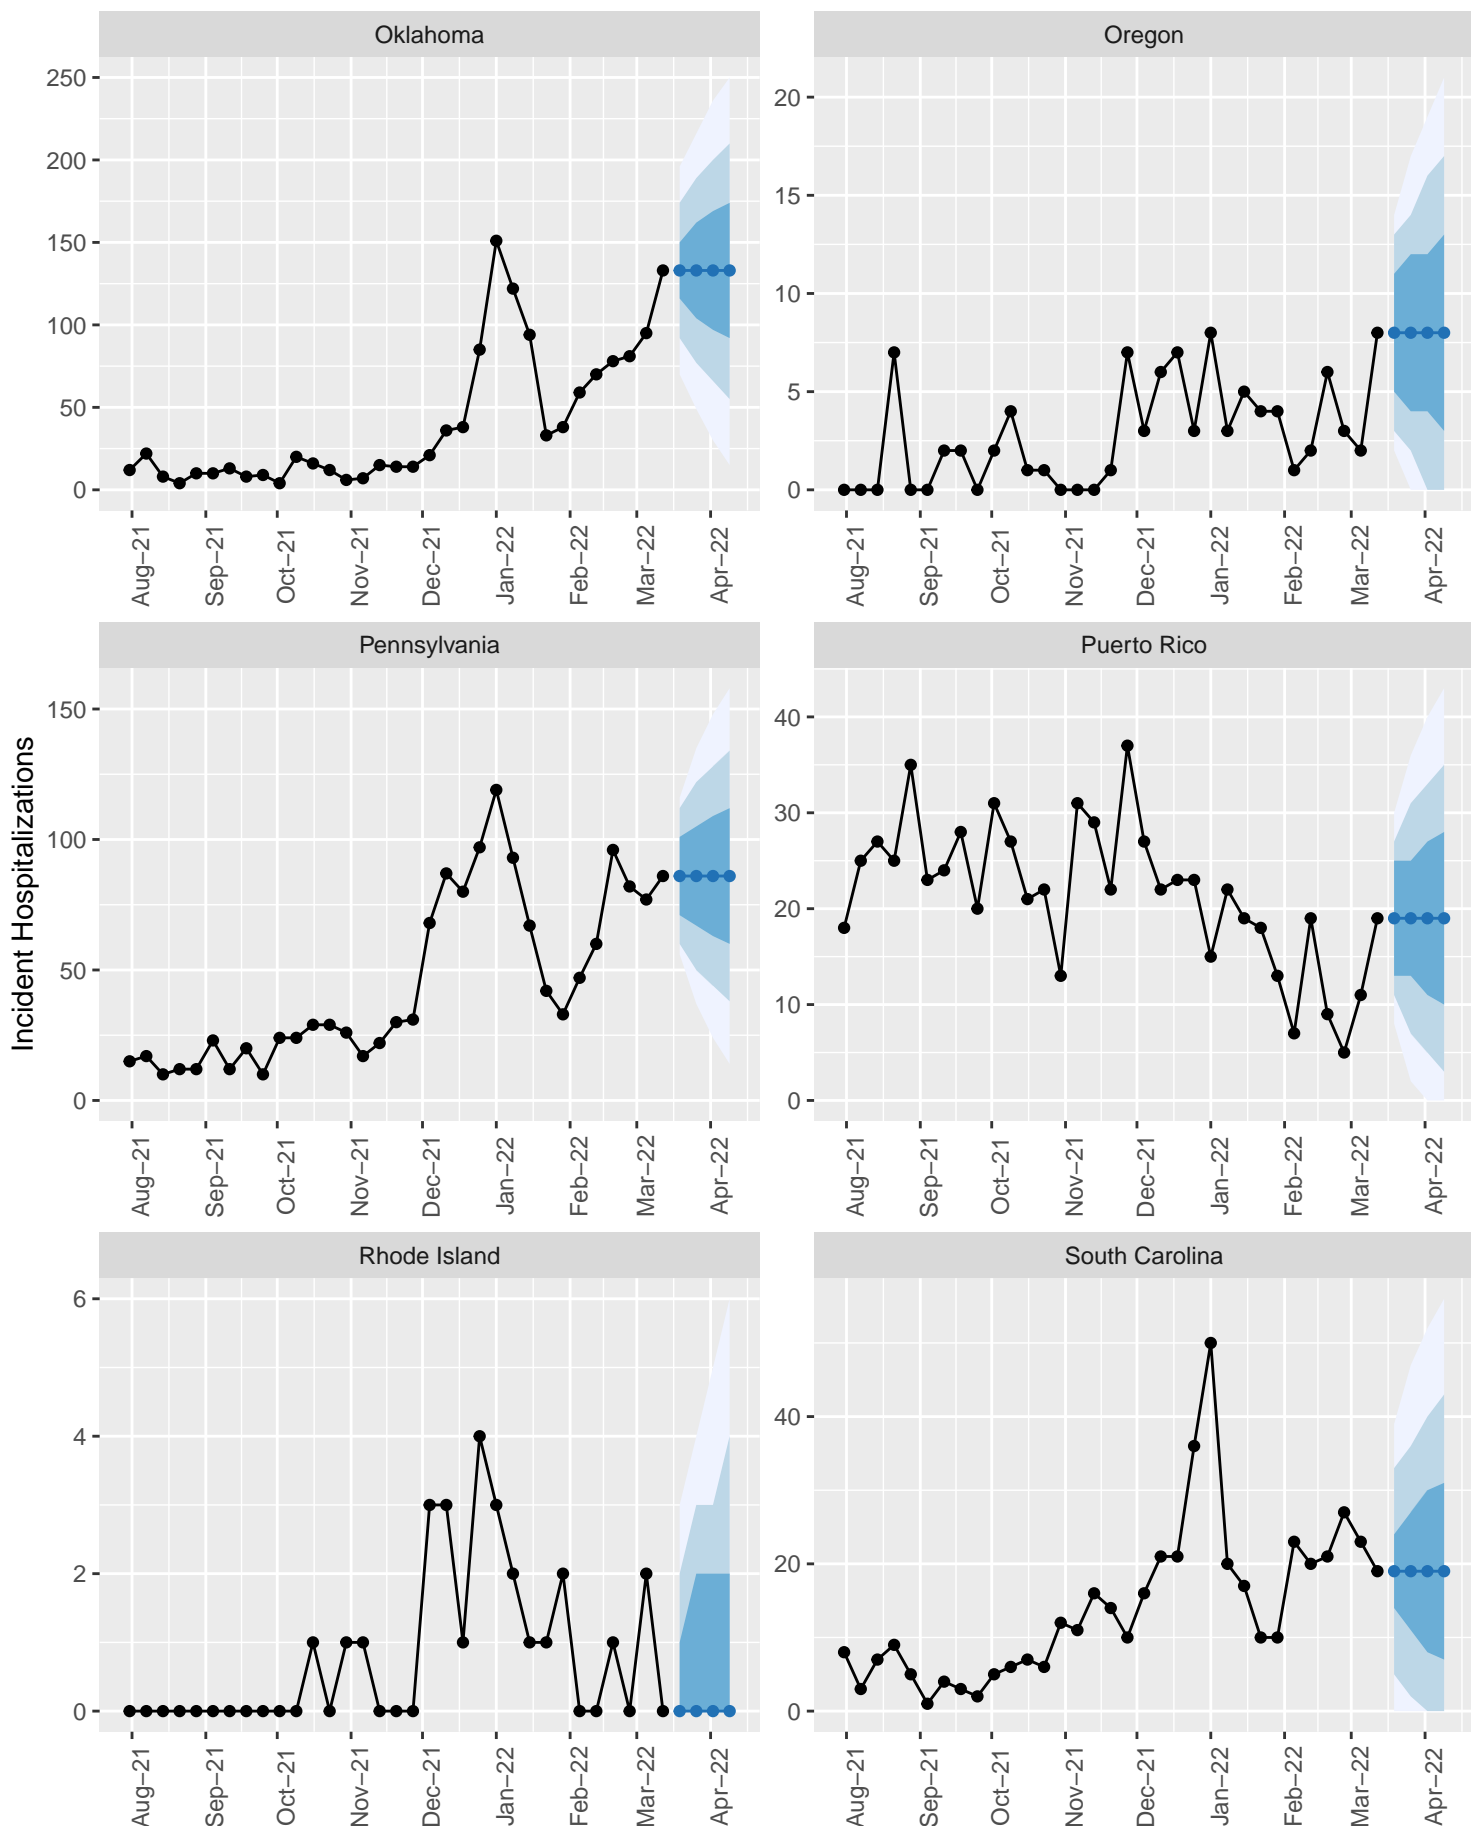 Oklahoma
Oregon
250
200
150
100
50
0
20
15
10
5
0
Aug−21
Sep−21
Oct−21
Nov−21
Dec−21
Jan−22
Feb−22
Mar−22
Apr−22
Aug−21
Sep−21
Oct−21
Nov−21
Dec−21
Jan−22
Feb−22
Mar−22
Apr−22
Incident Hospitalizations
Pennsylvania
Puerto Rico
150
100
50
0
40
30
20
10
0
Aug−21
Sep−21
Oct−21
Nov−21
Dec−21
Jan−22
Feb−22
Mar−22
Apr−22
Aug−21
Sep−21
Oct−21
Nov−21
Dec−21
Jan−22
Feb−22
Mar−22
Apr−22
Rhode Island
South Carolina
6
4
2
0
40
20
0
Aug−21
Sep−21
Oct−21
Nov−21
Dec−21
Jan−22
Feb−22
Mar−22
Apr−22
Aug−21
Sep−21
Oct−21
Nov−21
Dec−21
Jan−22
Feb−22
Mar−22
Apr−22